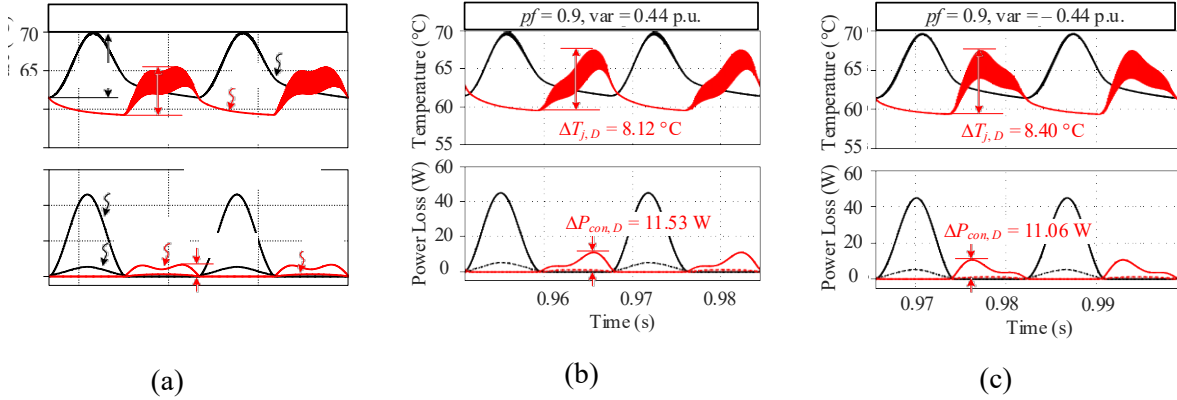 70
65
(a)
pf = 0.9, var = 0.44 p.u.
Temperature (°C)
70
65
60
55
ΔTj, D = 8.12 °C
Power Loss (W)
60
40
20
0
ΔPcon, D = 11.53 W
0.96 0.97 0.98
Time (s)
(b)
pf = 0.9, var = – 0.44 p.u.
Temperature (°C)
70
65
60
55
ΔTj, D = 8.40 °C
Power Loss (W)
60
40
20
0
ΔPcon, D = 11.06 W
0.97 0.98 0.99
Time (s)
(c)